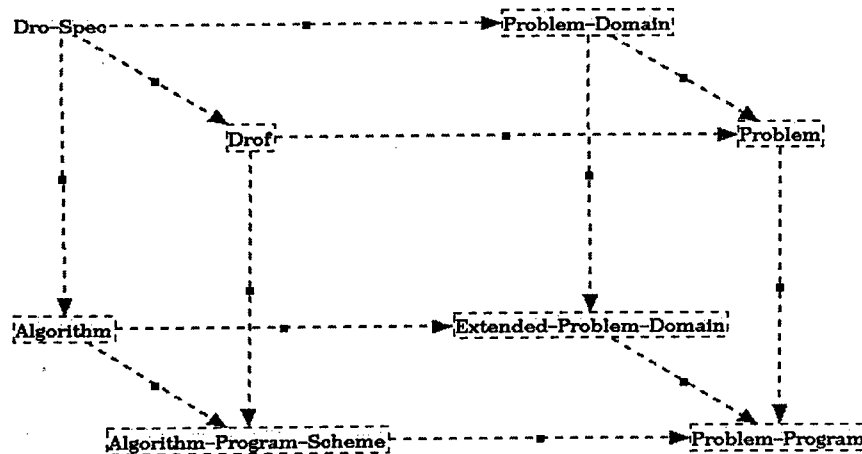 Dro-Spec
Problem-Domain
Drof
Problem
Algorithm
Extended-Problem-Domain
Algorithm-Program-Scheme
Problem-Program